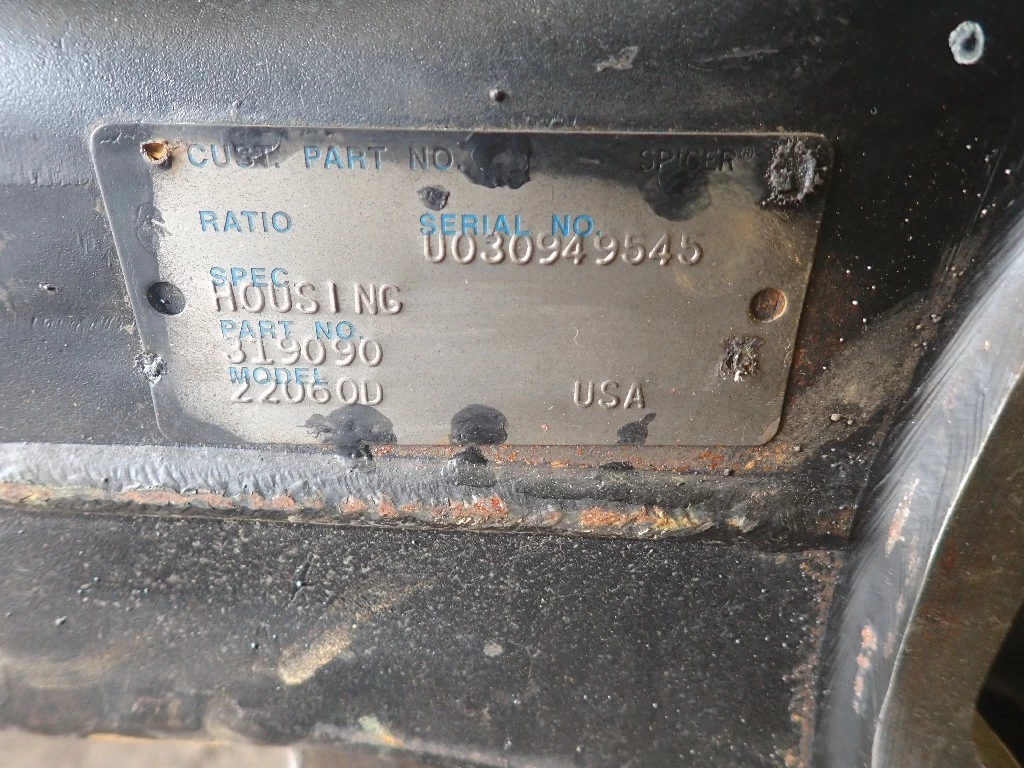 CUST. PART NO. SPICER®
RATIO SERIAL NO.
U030949545
SPEC
HOUSING
PART NO.
319090
MODEL
22060D USA